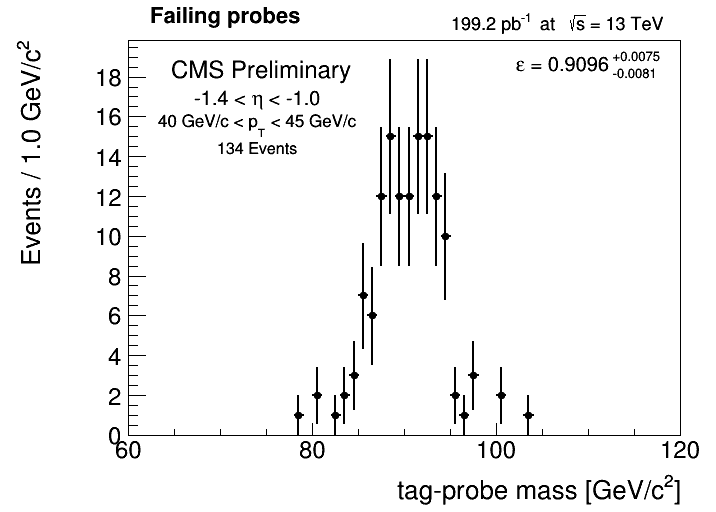 Failing probes
199.2 pb⁻¹ at √s = 13 TeV
CMS Preliminary
ε = 0.9096 +0.0075 -0.0081
-1.4 < η < -1.0
40 GeV/c < p_T < 45 GeV/c
134 Events
Events / 1.0 GeV/c²
18
16
14
12
10
8
6
4
2
0
60 80 100 120
tag-probe mass [GeV/c²]